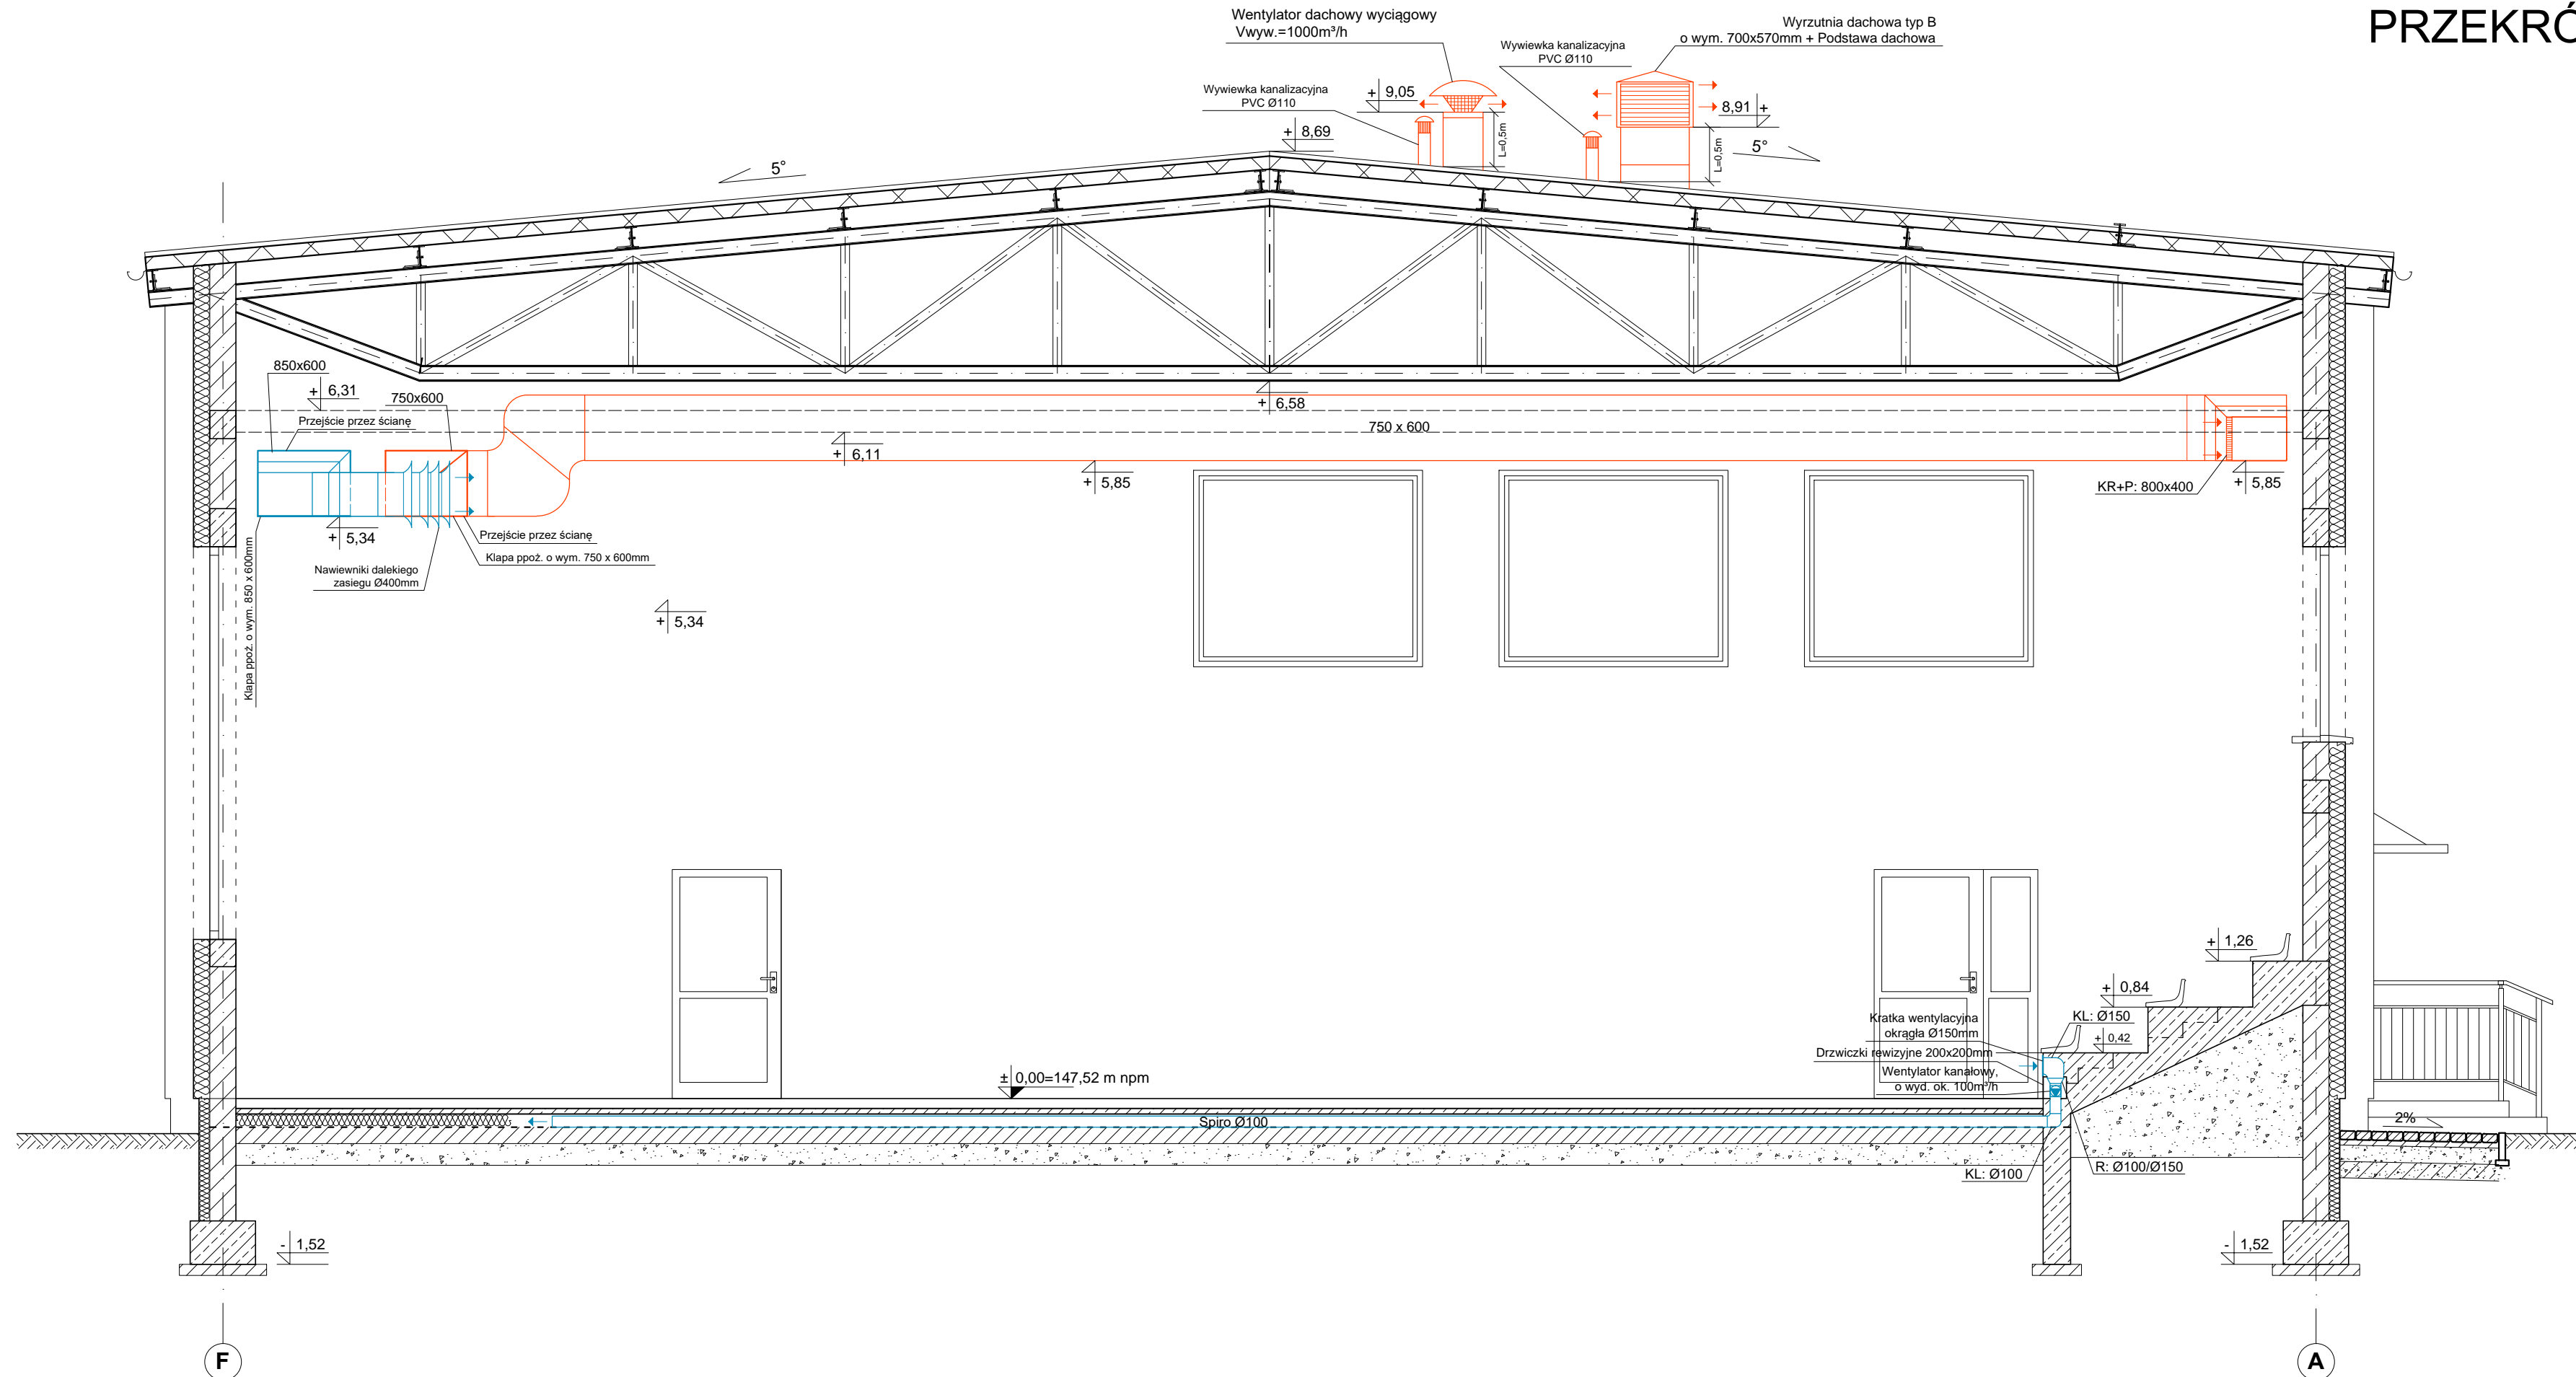 PRZEKRÓ
Wentylator dachowy wyciągowy
Vwyw.=1000m³/h
Wyrzutnia dachowa typ B
o wym. 700x570mm + Podstawa dachowa
Wywiewka kanalizacyjna
PVC Ø110
Wywiewka kanalizacyjna
PVC Ø110
+ 9,05
8,91 +
+ 8,69
L=0,5m
L=0,5m
5°
5°
850x600
+ 6,31
750x600
Przejście przez ścianę
+ 6,58
750 x 600
+ 6,11
+ 5,85
KR+P: 800x400
+ 5,85
+ 5,34
Przejście przez ścianę
Klapa ppoż. o wym. 750 x 600mm
Nawiewniki dalekiego
zasiegu Ø400mm
Klapa ppoż. o wym. 850 x 600mm
+ 5,34
+ 1,26
+ 0,84
KL: Ø150
+ 0,42
Kratka wentylacyjna
okrągła Ø150mm
Drzwiczki rewizyjne 200x200mm
Wentylator kanałowy,
o wyd. ok. 100m³/h
± 0,00=147,52 m npm
Spiro Ø100
2%
R: Ø100/Ø150
KL: Ø100
- 1,52
- 1,52
F
A